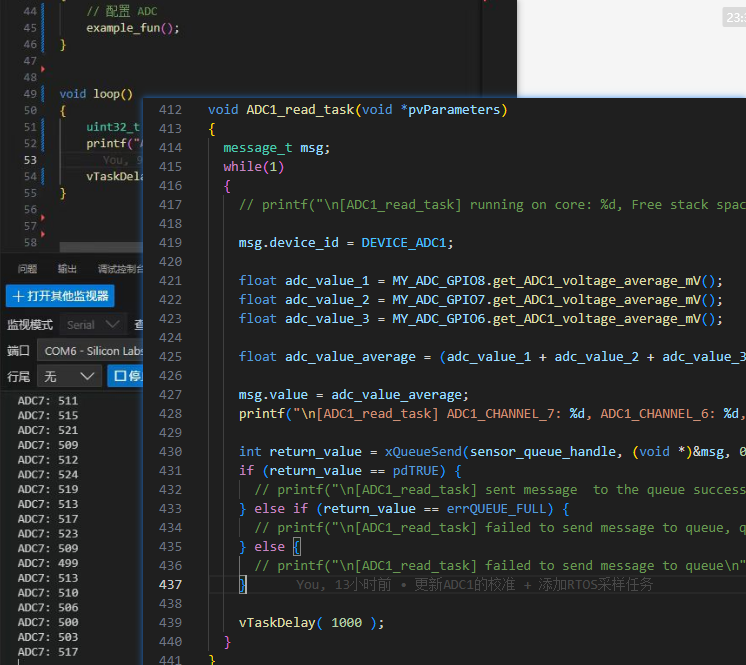 23:
44 // 配置 ADC
45 example_fun();
46 }
47
48
49 void loop()
50 {
51 uint32_t
52 printf("A
53 You, 9
54 vTaskDela
55 }
56
57
58
问题 输出 调试控制台
+ 打开其他监视器
监视模式 Serial 查
端口 COM6 - Silicon Labs
行尾 无 停
ADC7: 511
ADC7: 515
ADC7: 521
ADC7: 509
ADC7: 512
ADC7: 524
ADC7: 519
ADC7: 513
ADC7: 517
ADC7: 523
ADC7: 509
ADC7: 499
ADC7: 513
ADC7: 510
ADC7: 506
ADC7: 500
ADC7: 503
ADC7: 517
412 void ADC1_read_task(void *pvParameters)
413 {
414 message_t msg;
415 while(1)
416 {
417 // printf("\n[ADC1_read_task] running on core: %d, Free stack spac
418
419 msg.device_id = DEVICE_ADC1;
420
421 float adc_value_1 = MY_ADC_GPIO8.get_ADC1_voltage_average_mV();
422 float adc_value_2 = MY_ADC_GPIO7.get_ADC1_voltage_average_mV();
423 float adc_value_3 = MY_ADC_GPIO6.get_ADC1_voltage_average_mV();
424
425 float adc_value_average = (adc_value_1 + adc_value_2 + adc_value_3
426
427 msg.value = adc_value_average;
428 printf("\n[ADC1_read_task] ADC1_CHANNEL_7: %d, ADC1_CHANNEL_6: %d,
429
430 int return_value = xQueueSend(sensor_queue_handle, (void *)&msg, 0
431 if (return_value == pdTRUE) {
432 // printf("\n[ADC1_read_task] sent message  to the queue success
433 } else if (return_value == errQUEUE_FULL) {
434 // printf("\n[ADC1_read_task] failed to send message to queue, q
435 } else {
436 // printf("\n[ADC1_read_task] failed to send message to queue\n"
437 } You, 13小时前 • 更新ADC1的校准 + 添加RTOS采样任务
438
439 vTaskDelay( 1000 );
440 }
441 }